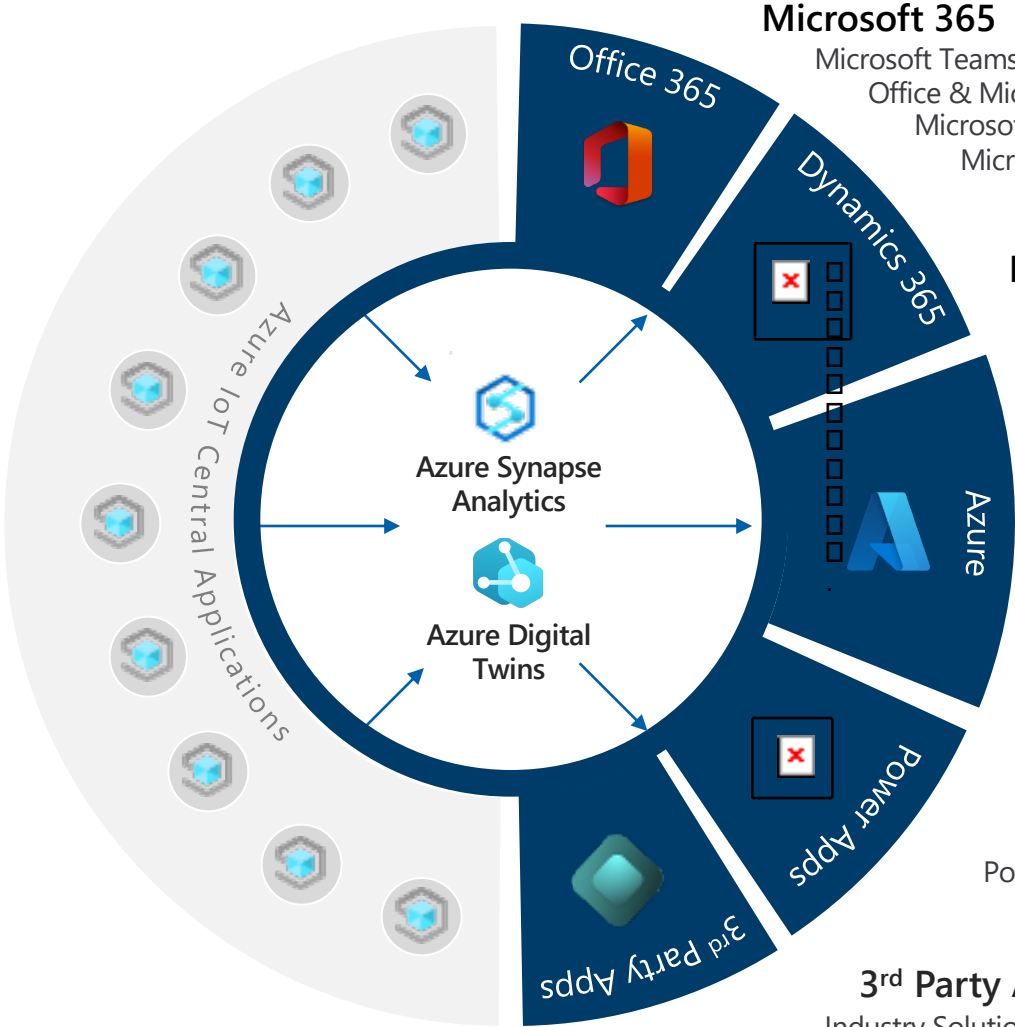 Microsoft 365
Microsoft Teams
Office & Mic
Microsof
Micr
Office 365
Dynamics 365
Azure IoT Central Applications
Azure Synapse
Analytics
Azure
Azure Digital
Twins
Power Apps
Po
3rd Party Apps
3rd Party
Industry Solutio